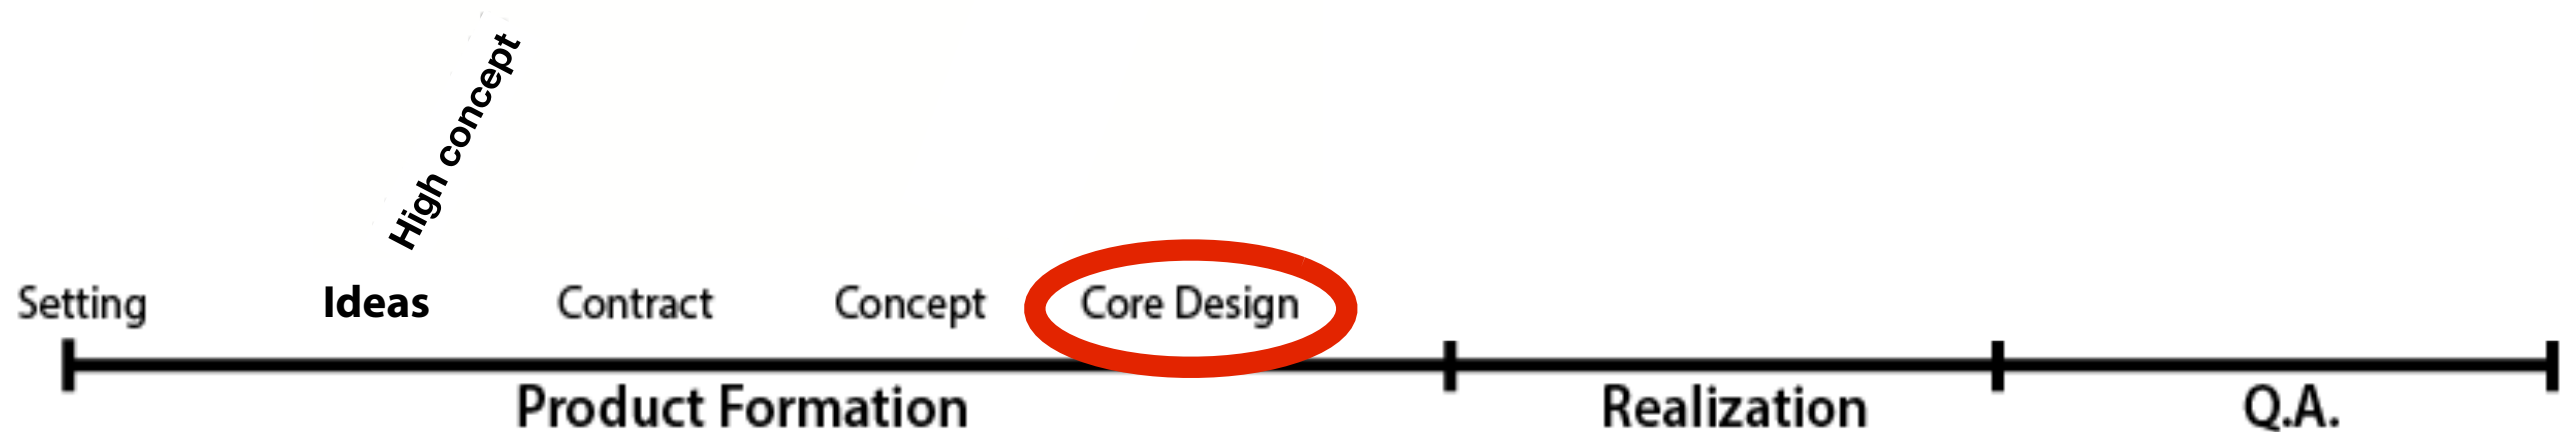 High concept
Setting Ideas Contract Concept Core Design
Product Formation Realization Q.A.